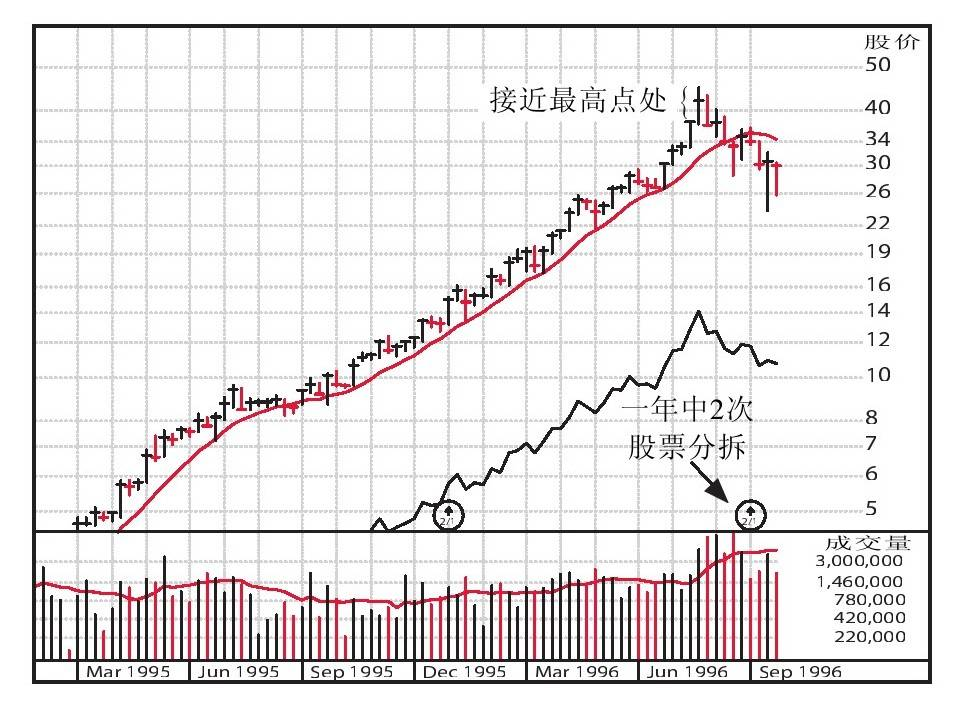 股价
50
接近最高点处
40
34
30
26
22
19
16
14
12
10
一年中2次
股票分拆
8
7
6
5
2/1
2/1
成交量
3,000,000
1,460,000
780,000
420,000
220,000
Mar 1995
Jun 1995
Sep 1995
Dec 1995
Mar 1996
Jun 1996
Sep 1996